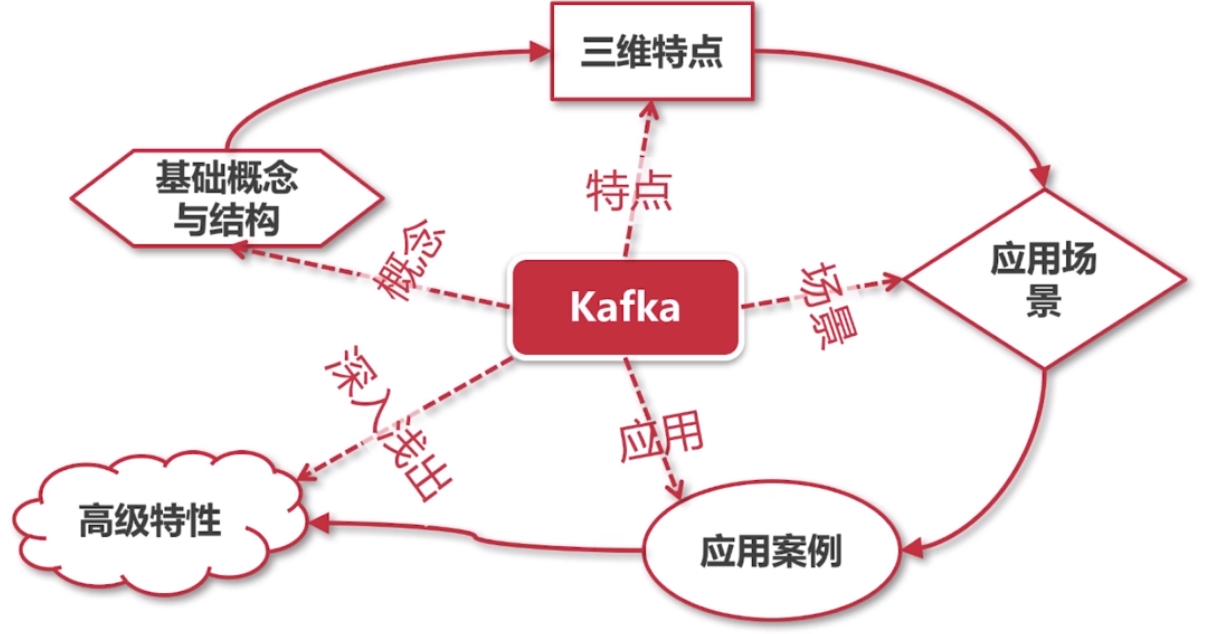 三维特点
基础概念
与结构
特点
概念
应用场
景
场景
Kafka
深入浅出
应用
高级特性
应用案例